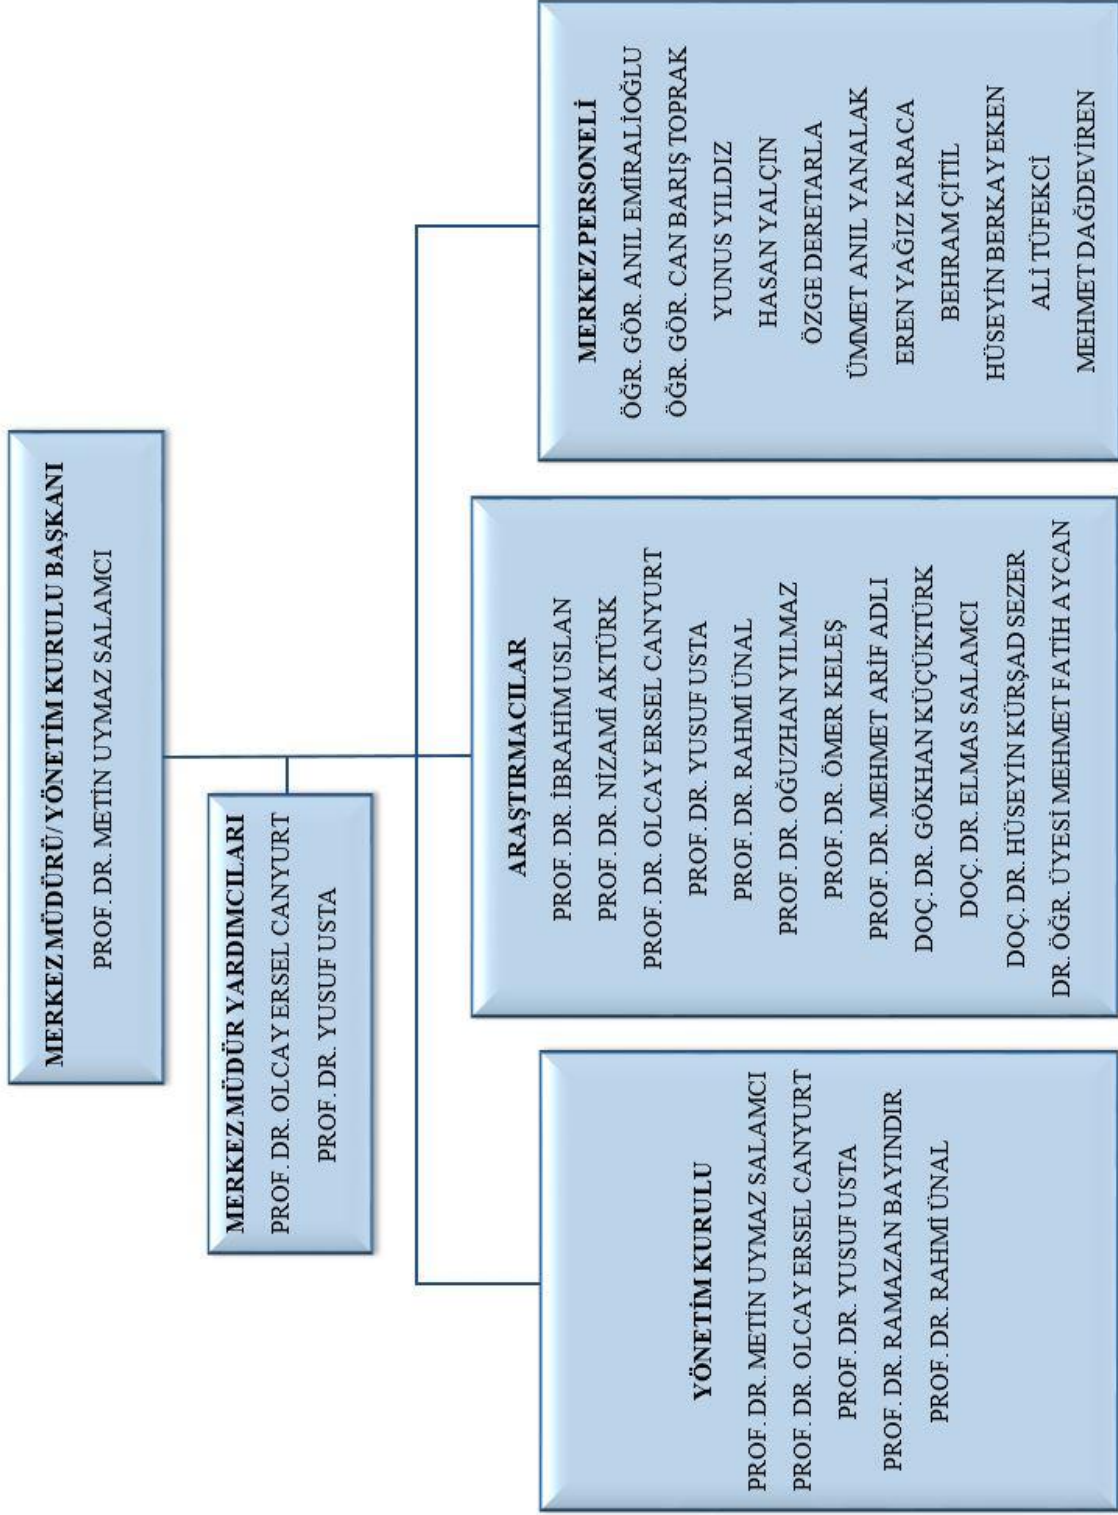 MERKEZ MÜDÜRÜ/ YÖNETİM KURULU BAŞKANI
PROF. DR. METİN UYMAZ SALAMCI
MERKEZ MÜDÜR YARDIMCILARI
PROF. DR. OLCAY ERSEL CANYURT
PROF. DR. YUSUF USTA
YÖNETİM KURULU
PROF. DR. METİN UYMAZ SALAMCI
PROF. DR. OLCAY ERSEL CANYURT
PROF. DR. YUSUF USTA
PROF. DR. RAMAZAN BAYINDIR
PROF. DR. RAHMİ ÜNAL
ARAŞTIRMACILAR
PROF. DR. İBRAHİM USLAN
PROF. DR. NİZAMİ AKTÜRK
PROF. DR. OLCAY ERSEL CANYURT
PROF. DR. YUSUF USTA
PROF. DR. RAHMİ ÜNAL
PROF DR. OĞUZHAN YILMAZ
PROF. DR. ÖMER KELEŞ
PROF. DR. MEHMET ARİF ADLI
DOÇ. DR. GÖKHAN KÜÇÜKTÜRK
DOÇ. DR. ELMAS SALAMCI
DOÇ. DR. HÜSEYİN KÜRŞAD SEZER
DR. ÖĞR. ÜYESİ MEHMET FATİH AYCAN
MERKEZ PERSONELİ
ÖĞR. GÖR. ANIL EMİRALİOĞLU
ÖĞR. GÖR. CAN BARIŞ TOPRAK
YUNUS YILDIZ
HASAN YALÇIN
ÖZGE DERETARLA
ÜMMET ANIL YANALAK
EREN YAĞIZ KARACA
BEHRAM ÇİTİL
HÜSEYİN BERKAY EKEN
ALİ TÜFEKCİ
MEHMET DAĞDEVİREN